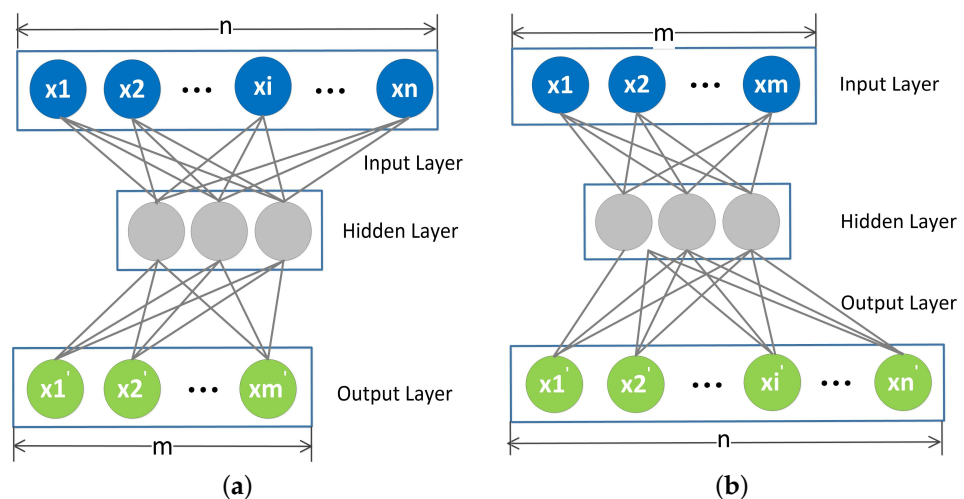 n
x1 x2 ... xi ... xn
Input Layer
Hidden Layer
x1' x2' ... xm'
Output Layer
m
(a)
m
x1 x2 ... xm
Input Layer
Hidden Layer
Output Layer
x1' x2' ... xi' ... xn'
n
(b)